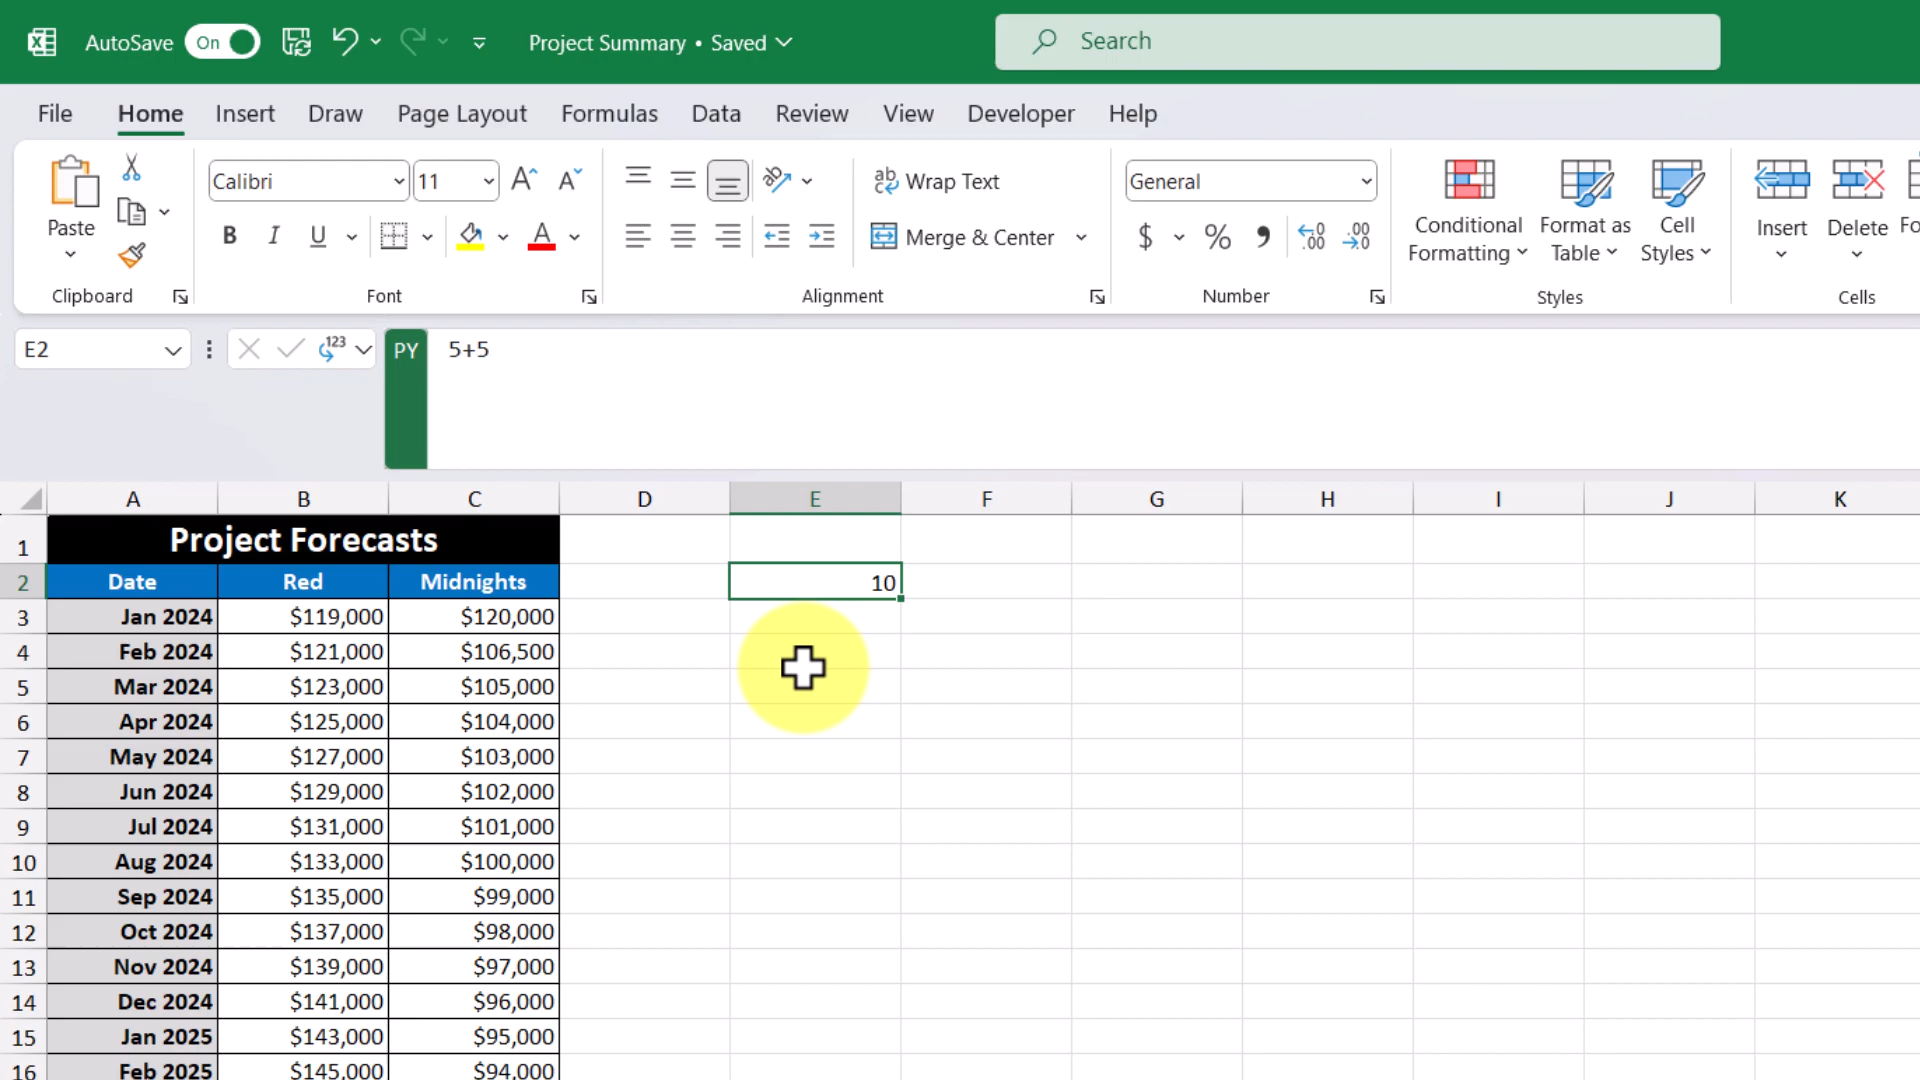 AutoSave On Project Summary • Saved Search
File Home Insert Draw Page Layout Formulas Data Review View Developer Help
Calibri 11 Wrap Text General
Paste Conditional Formatting Format as Table Cell Styles Insert Delete
B I U A Merge & Center $ % .00 .00
Clipboard Font Alignment Number Styles Cells
E2 123 PY 5+5
A B C D E F G H I J K
1 Project Forecasts
2 Date Red Midnights 10
3 Jan 2024 $119,000 $120,000
4 Feb 2024 $121,000 $106,500
5 Mar 2024 $123,000 $105,000
6 Apr 2024 $125,000 $104,000
7 May 2024 $127,000 $103,000
8 Jun 2024 $129,000 $102,000
9 Jul 2024 $131,000 $101,000
10 Aug 2024 $133,000 $100,000
11 Sep 2024 $135,000 $99,000
12 Oct 2024 $137,000 $98,000
13 Nov 2024 $139,000 $97,000
14 Dec 2024 $141,000 $96,000
15 Jan 2025 $143,000 $95,000
16 Feb 2025 $145,000 $94,000